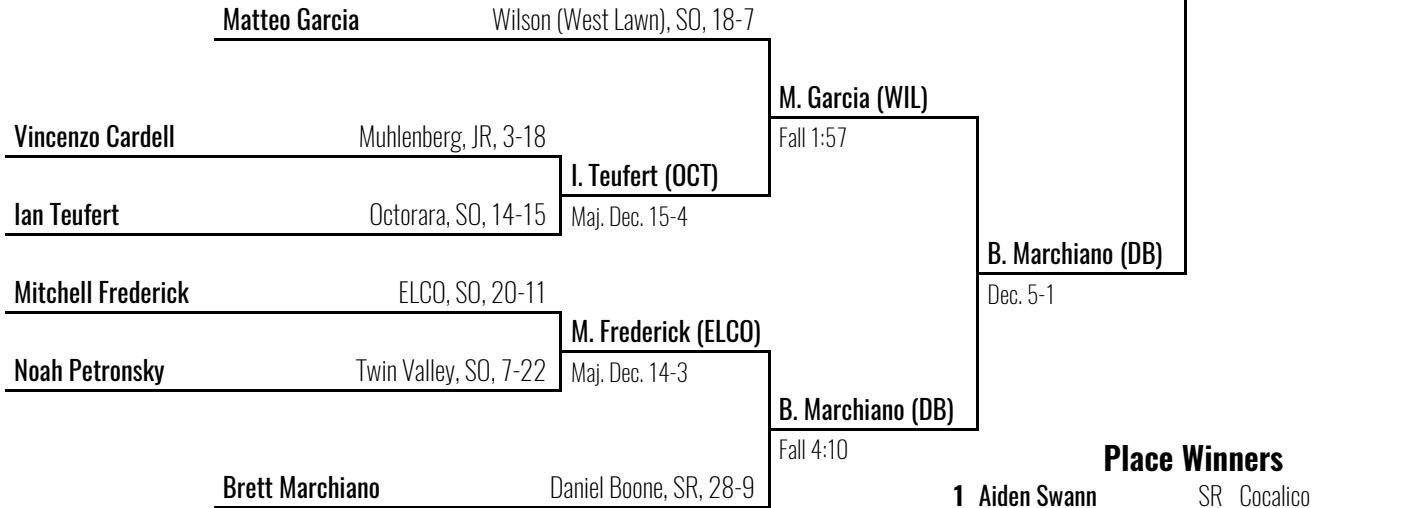 Matteo Garcia Wilson (West Lawn), SO, 18-7
M. Garcia (WIL)
Vincenzo Cardell Muhlenberg, JR, 3-18
Fall 1:57
I. Teufert (OCT)
Ian Teufert Octorara, SO, 14-15
Maj. Dec. 15-4
B. Marchiano (DB)
Mitchell Frederick ELCO, SO, 20-11
Dec. 5-1
M. Frederick (ELCO)
Noah Petronsky Twin Valley, SO, 7-22
Maj. Dec. 14-3
B. Marchiano (DB)
Fall 4:10
Place Winners
Brett Marchiano Daniel Boone, SR, 28-9
1 Aiden Swann SR Cocalico